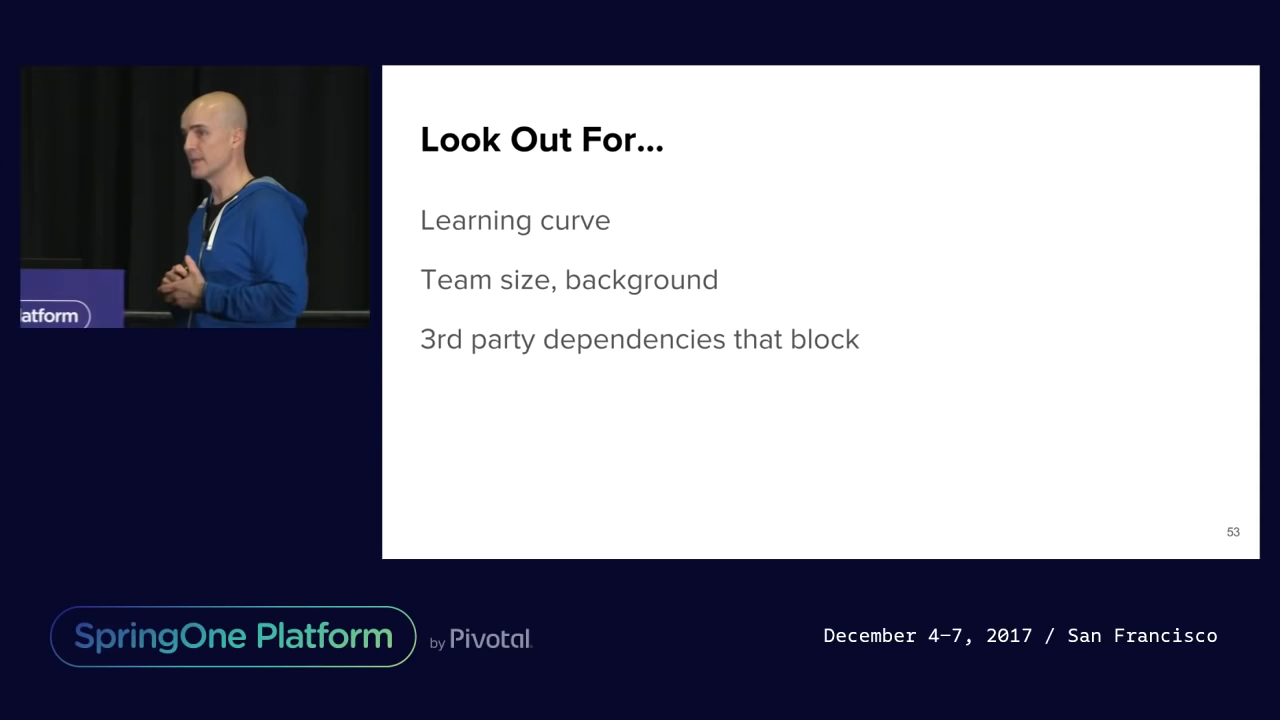 Look Out For...
Learning curve
Team size, background
3rd party dependencies that block
53
atform
SpringOne Platform
by Pivotal
December 4–7, 2017 / San Francisco